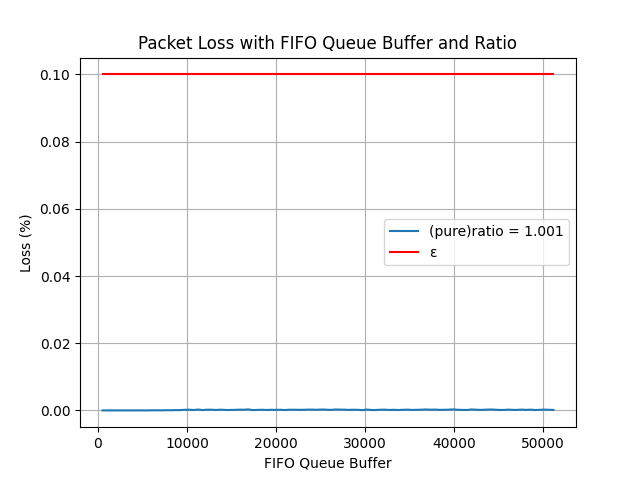 Packet Loss with FIFO Queue Buffer and Ratio
0.10
0.08
0.06
0.04
0.02
0.00
Loss (%)
(pure)ratio = 1.001
ε
0 10000 20000 30000 40000 50000
FIFO Queue Buffer